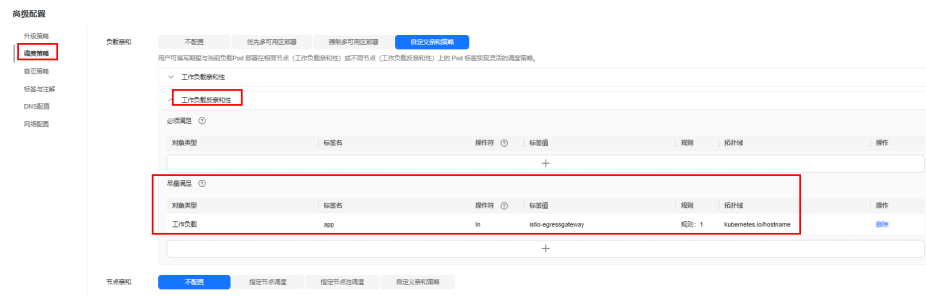 高级配置
升级策略
调度策略
容忍策略
标签与注解
DNS配置
网络配置
负载亲和
不配置 优先多可用区部署 强制多可用区部署 自定义亲和策略
用户可填写期望与当前负载Pod 部署在相同节点（工作负载亲和性）或不同节点（工作负载反亲和性）上的 Pod 标签实现灵活的调度策略。
工作负载亲和性
工作负载反亲和性
必须满足
对象类型 标签名 操作符 标签值 规则 拓扑域 操作
尽量满足
对象类型 标签名 操作符 标签值 规则 拓扑域 操作
工作负载 app In istio-egressgateway 规则：1 kubernetes.io/hostname 删除
节点亲和
不配置 指定节点调度 指定节点池调度 自定义亲和策略